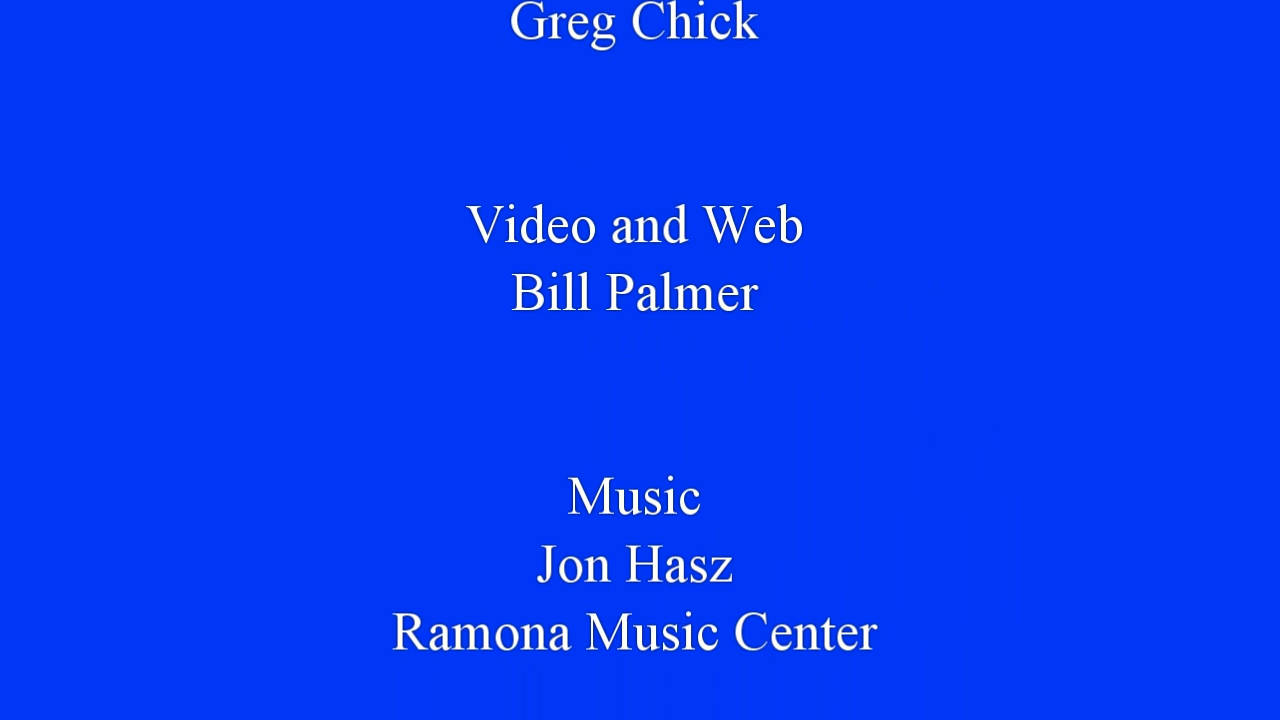 Greg Chick
Video and Web
Bill Palmer
Music
Jon Hasz
Ramona Music Center